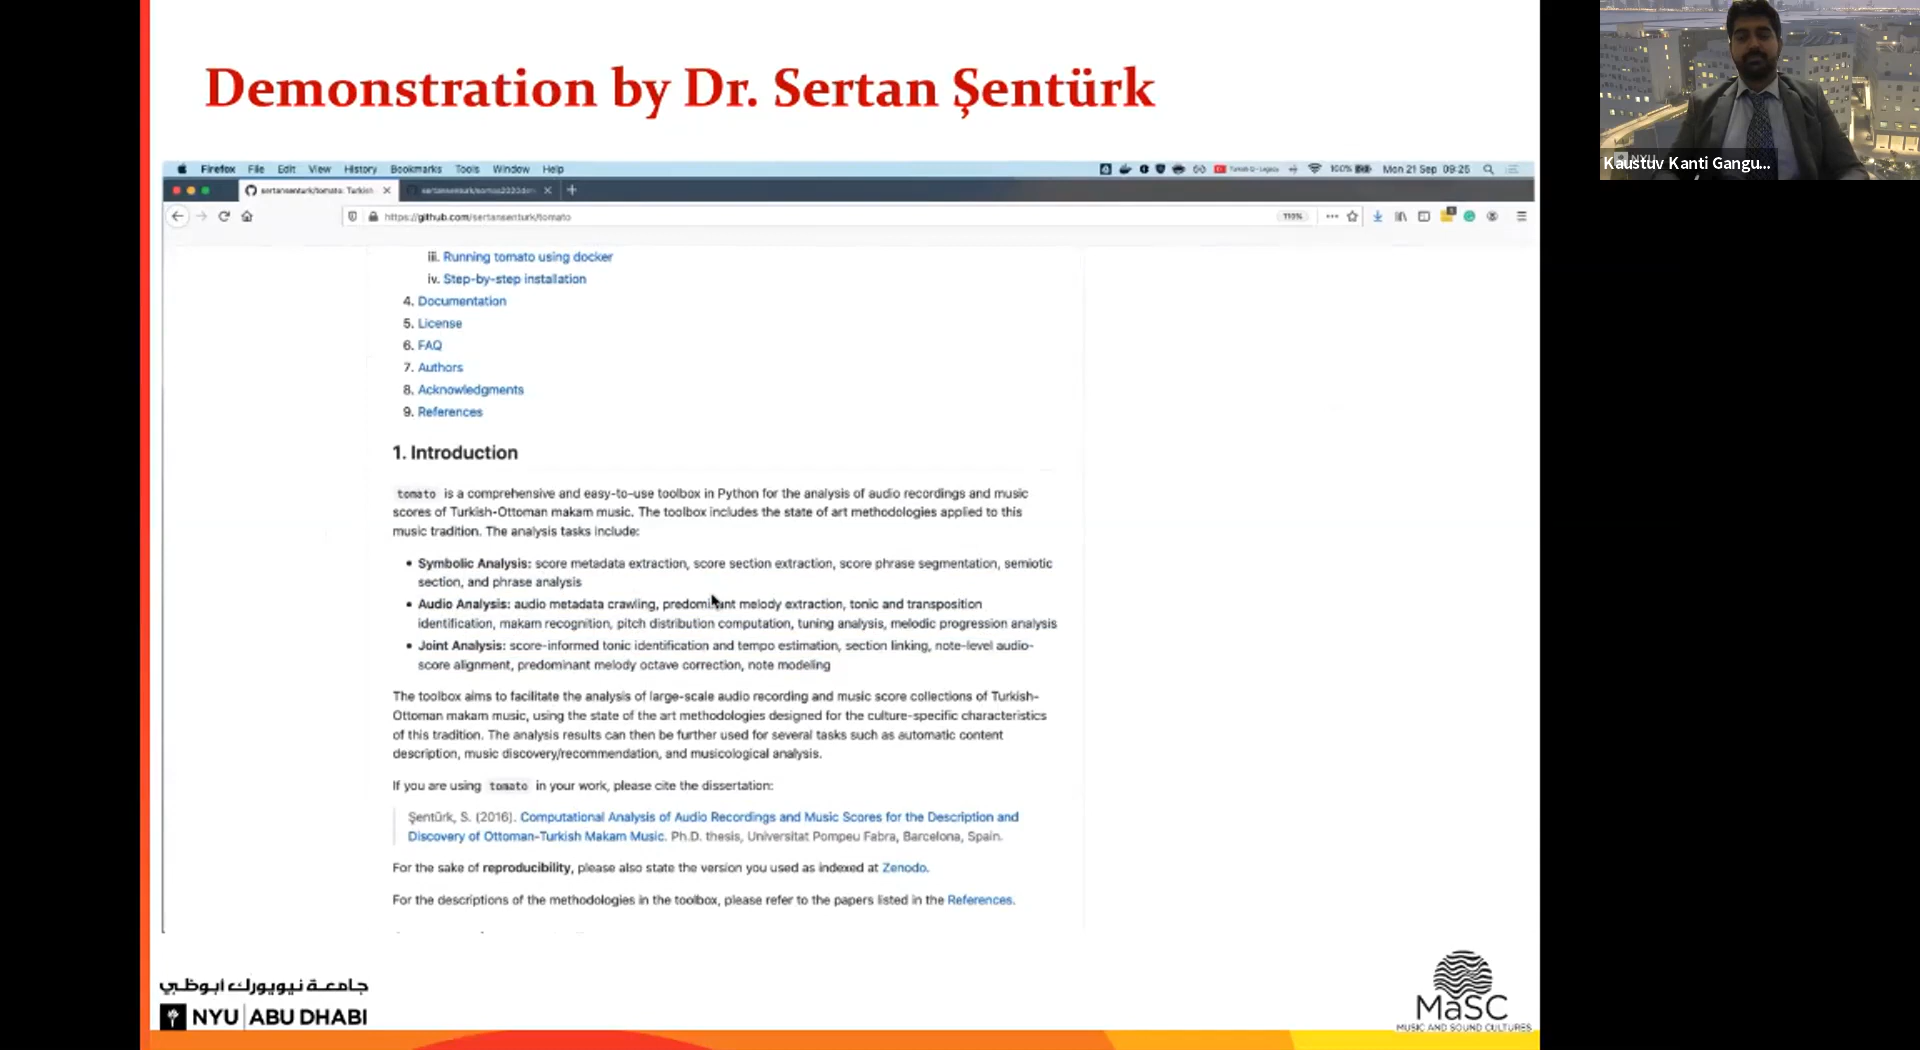 Demonstration by Dr. Sertan Şentürk
Kaustuv Kanti Gangu...
Firefox File Edit View History Bookmarks Tools Window Help
100% Mon 21 Sep 09:25
sertansenturk/tomato: Turkish
https://github.com/sertansenturk/tomato
110%
iii. Running tomato using docker
iv. Step-by-step installation
4. Documentation
5. License
6. FAQ
7. Authors
8. Acknowledgments
9. References
1. Introduction
tomato is a comprehensive and easy-to-use toolbox in Python for the analysis of audio recordings and music
scores of Turkish-Ottoman makam music. The toolbox includes the state of art methodologies applied to this
music tradition. The analysis tasks include:
• Symbolic Analysis: score metadata extraction, score section extraction, score phrase segmentation, semiotic
section, and phrase analysis
• Audio Analysis: audio metadata crawling, predominant melody extraction, tonic and transposition
identification, makam recognition, pitch distribution computation, tuning analysis, melodic progression analysis
• Joint Analysis: score-informed tonic identification and tempo estimation, section linking, note-level audio-
score alignment, predominant melody octave correction, note modeling
The toolbox aims to facilitate the analysis of large-scale audio recording and music score collections of Turkish-
Ottoman makam music, using the state of the art methodologies designed for the culture-specific characteristics
of this tradition. The analysis results can then be further used for several tasks such as automatic content
description, music discovery/recommendation, and musicological analysis.
If you are using tomato in your work, please cite the dissertation:
Şentürk, S. (2016). Computational Analysis of Audio Recordings and Music Scores for the Description and
Discovery of Ottoman-Turkish Makam Music. Ph.D. thesis, Universitat Pompeu Fabra, Barcelona, Spain.
For the sake of reproducibility, please also state the version you used as indexed at Zenodo.
For the descriptions of the methodologies in the toolbox, please refer to the papers listed in the References.
جامعة نيويورك أبوظبي
NYU ABU DHABI
MaSC
MUSIC AND SOUND CULTURES